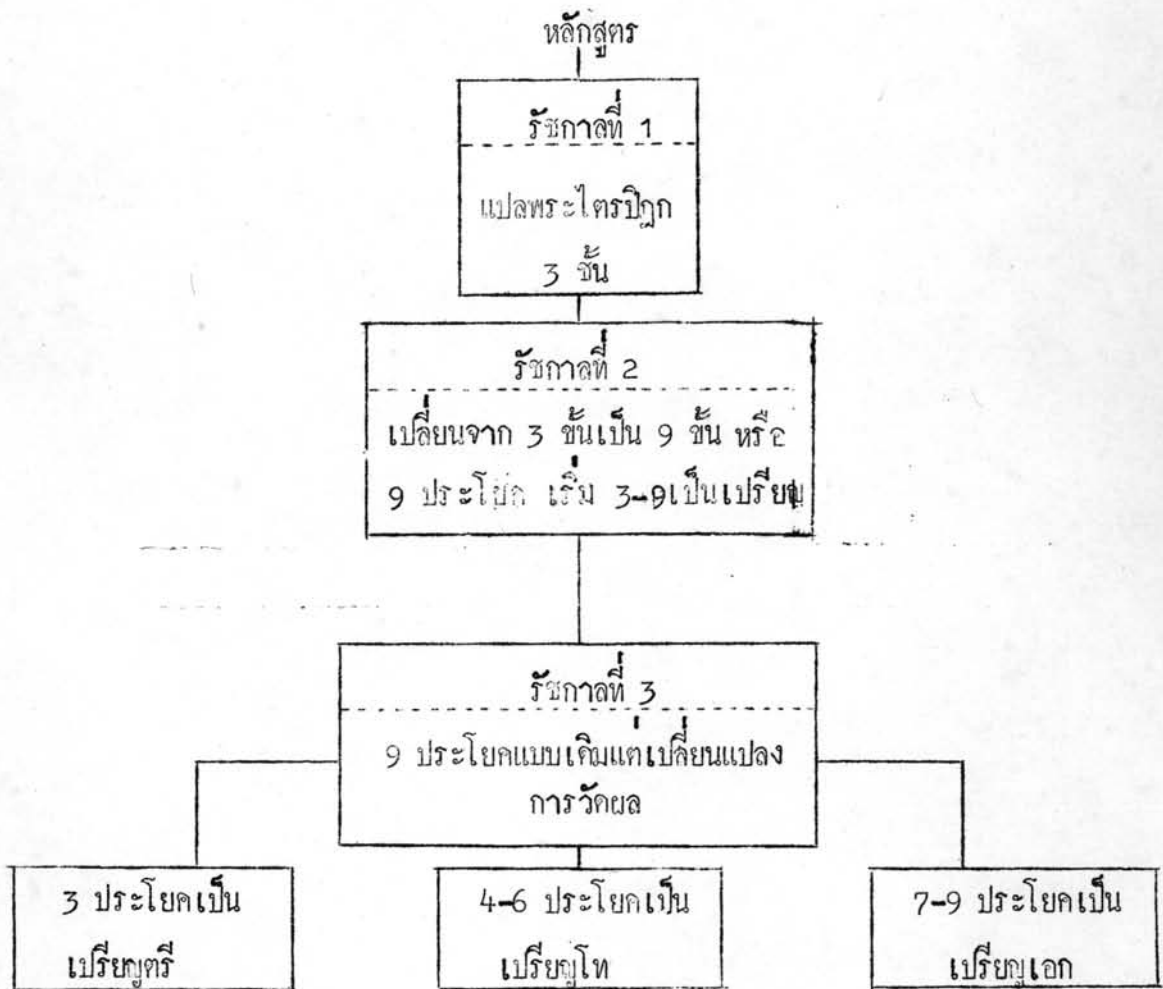 หลักสูตร
รัชกาลที่ 1
แปลพระไตรปิฎก
3 ชั้น
รัชกาลที่ 2
เปลี่ยนจาก 3 ชั้นเป็น 9 ชั้น หรือ
9 ประโยค เริ่ม 3-9เป็นเปรียญ
รัชกาลที่ 3
9 ประโยคแบบเดิมแต่เปลี่ยนแปลง
การวัดผล
3 ประโยคเป็น
เปรียญตรี
4-6 ประโยคเป็น
เปรียญโท
7-9 ประโยคเป็น
เปรียญเอก